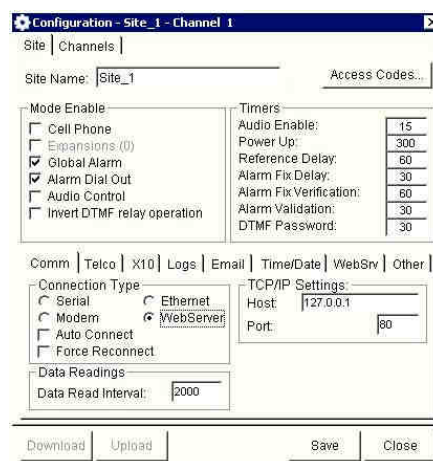 Configuration - Site_1 - Channel 1
Site Channels
Site Name: Site_1 Access Codes...
Mode Enable
Cell Phone
Expansions (0)
Global Alarm
Alarm Dial Out
Audio Control
Invert DTMF relay operation
Timers
Audio Enable: 15
Power Up: 300
Reference Delay: 60
Alarm Fix Delay: 30
Alarm Fix Verification: 60
Alarm Validation: 30
DTMF Password: 30
Comm Telco X10 Logs Email Time/Date WebSrv Other
Connection Type
Serial Ethernet
Modem WebServer
Auto Connect
Force Reconnect
TCP/IP Settings:
Host: 127.0.0.1
Port: 80
Data Readings
Data Read Interval: 2000
Download Upload Save Close